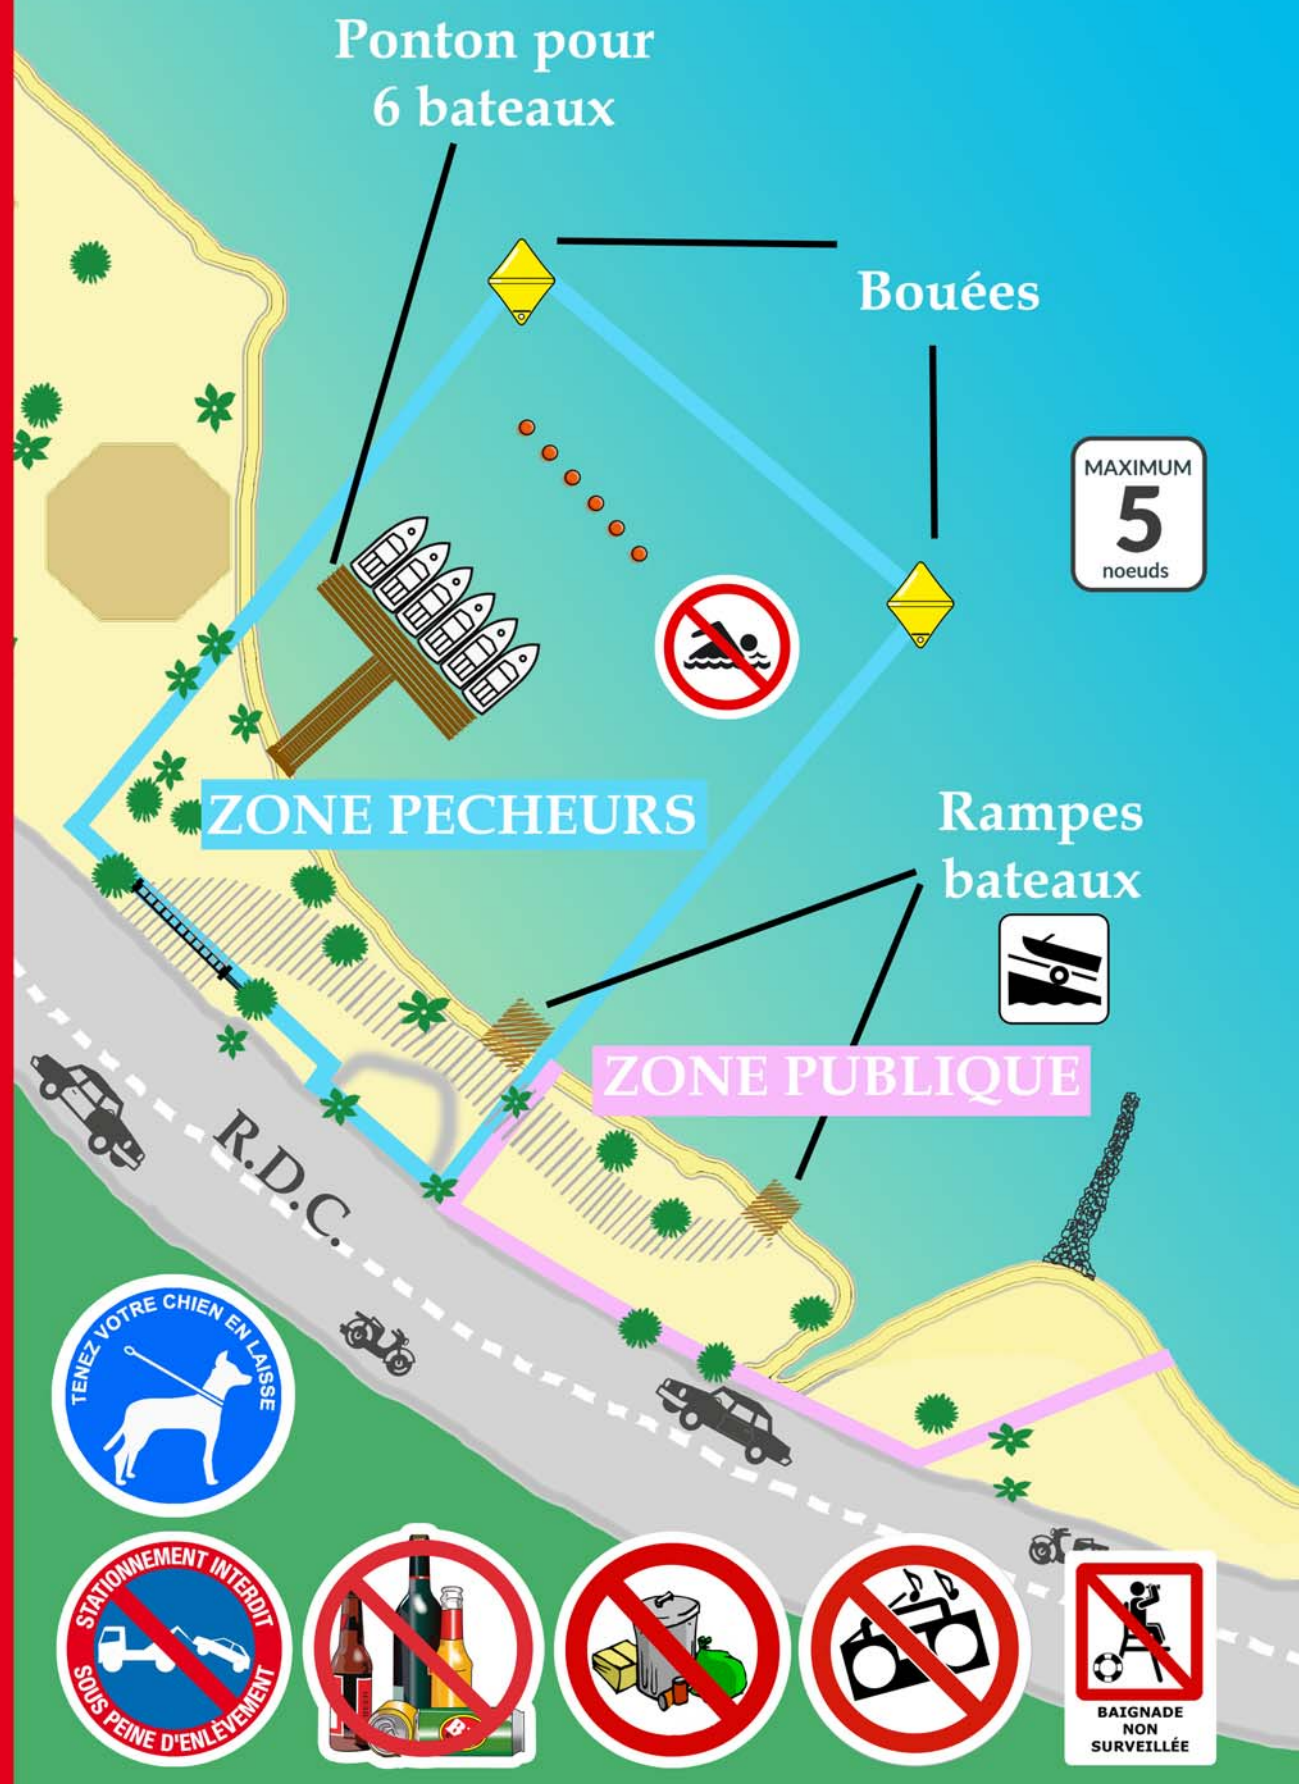 Ponton pour
6 bateaux
Bouées
MAXIMUM
5
noeuds
ZONE PECHEURS
Rampes
bateaux
ZONE PUBLIQUE
R.D.C.
TENEZ VOTRE CHIEN EN LAISSE
STATIONNEMENT INTERDIT
SOUS PEINE D'ENLÈVEMENT
BAIGNADE
NON
SURVEILLÉE